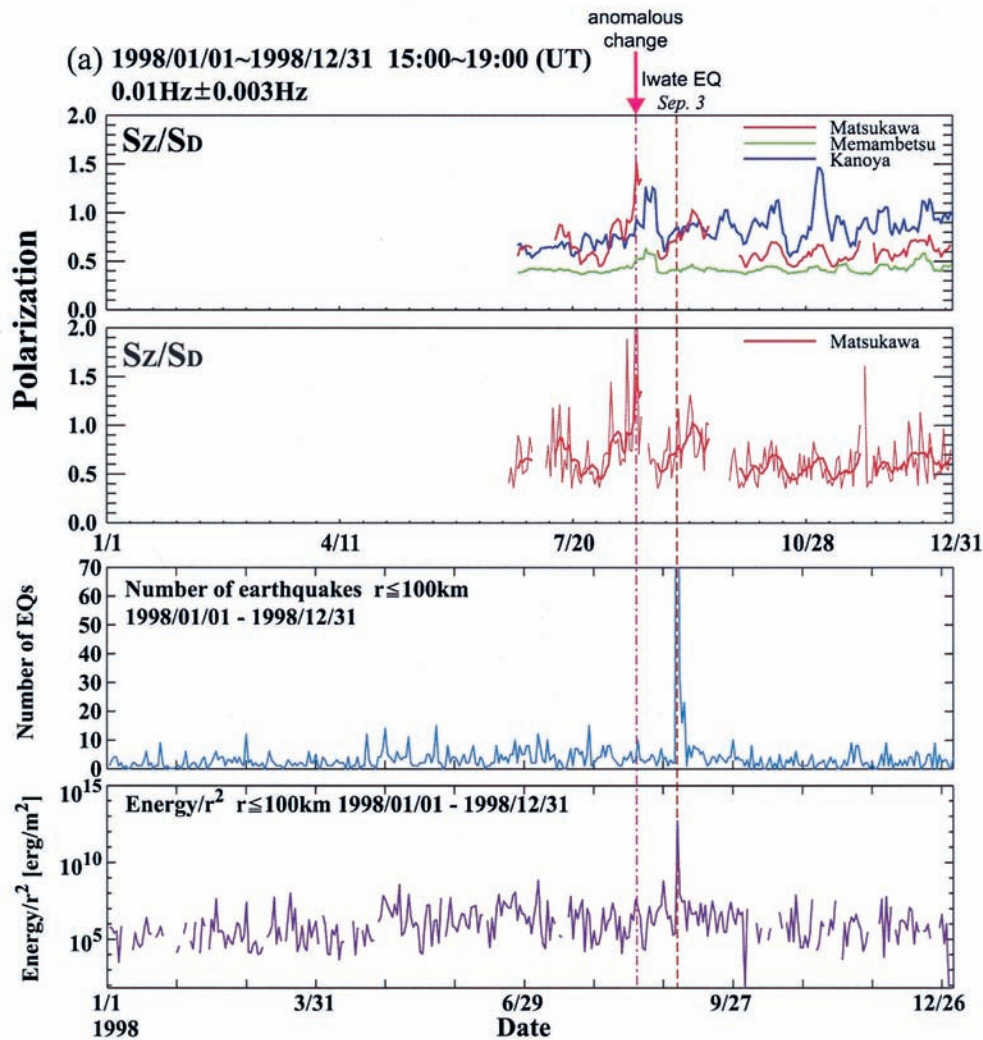 anomalous
change
(a) 1998/01/01~1998/12/31 15:00~19:00 (UT)
0.01Hz±0.003Hz
Iwate EQ
Sep. 3
Polarization
2.0
1.5
1.0
0.5
0.0
SZ/SD
Matsukawa
Memambetsu
Kanoya
2.0
1.5
1.0
0.5
0.0
SZ/SD
Matsukawa
1/1 4/11 7/20 10/28 12/31
Number of EQs
70
60
50
40
30
20
10
0
Number of earthquakes r≦100km
1998/01/01 - 1998/12/31
Energy/r² [erg/m²]
10¹⁵
10¹⁰
10⁵
Energy/r² r≦100km 1998/01/01 - 1998/12/31
1/1 3/31 6/29 9/27 12/26
1998
Date